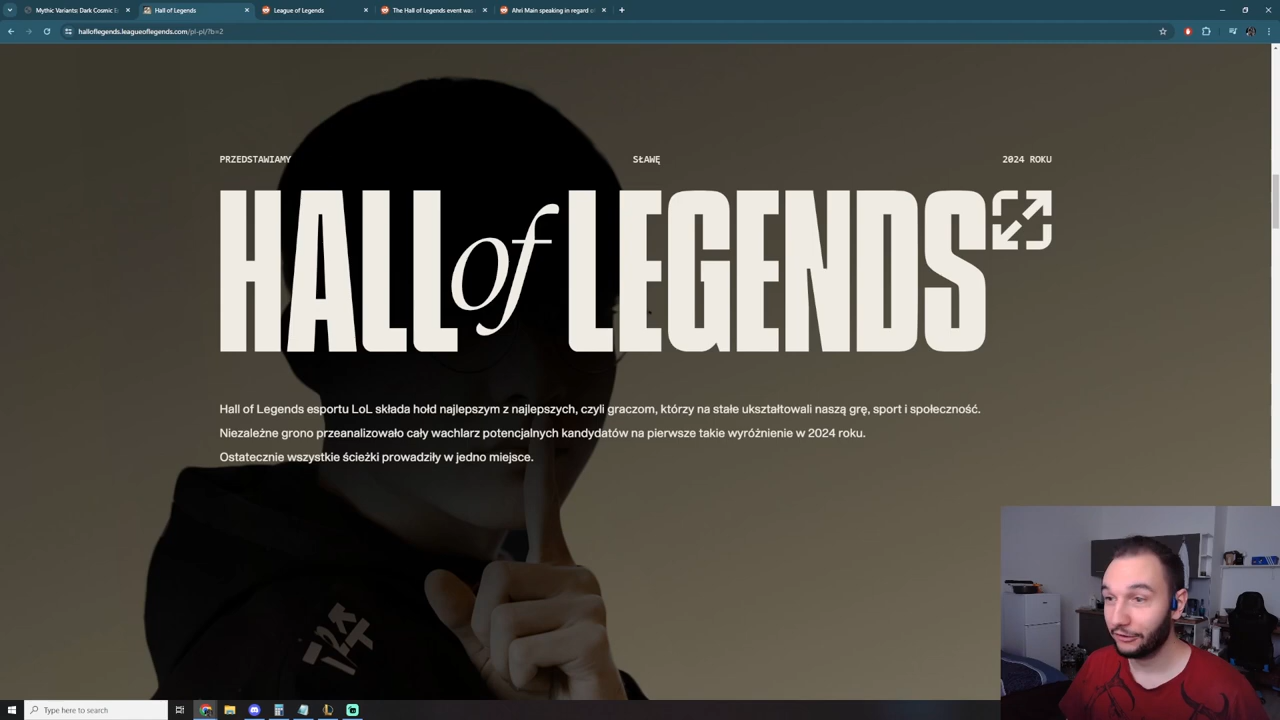 Mythic Variants: Dark Cosmic E
Hall of Legends
League of Legends
The Hall of Legends event was
Ahri Main speaking in regard o
halloflegends.leagueoflegends.com/pl-pl/?b=2
PRZEDSTAWIAMY
SŁAWĘ
2024 ROKU
HALL of LEGENDS
Hall of Legends esportu LoL składa hołd najlepszym z najlepszych, czyli graczom, którzy na stałe ukształtowali naszą grę, sport i społeczność.
Niezależne grono przeanalizowało cały wachlarz potencjalnych kandydatów na pierwsze takie wyróżnienie w 2024 roku.
Ostatecznie wszystkie ścieżki prowadziły w jedno miejsce.
T1
Type here to search